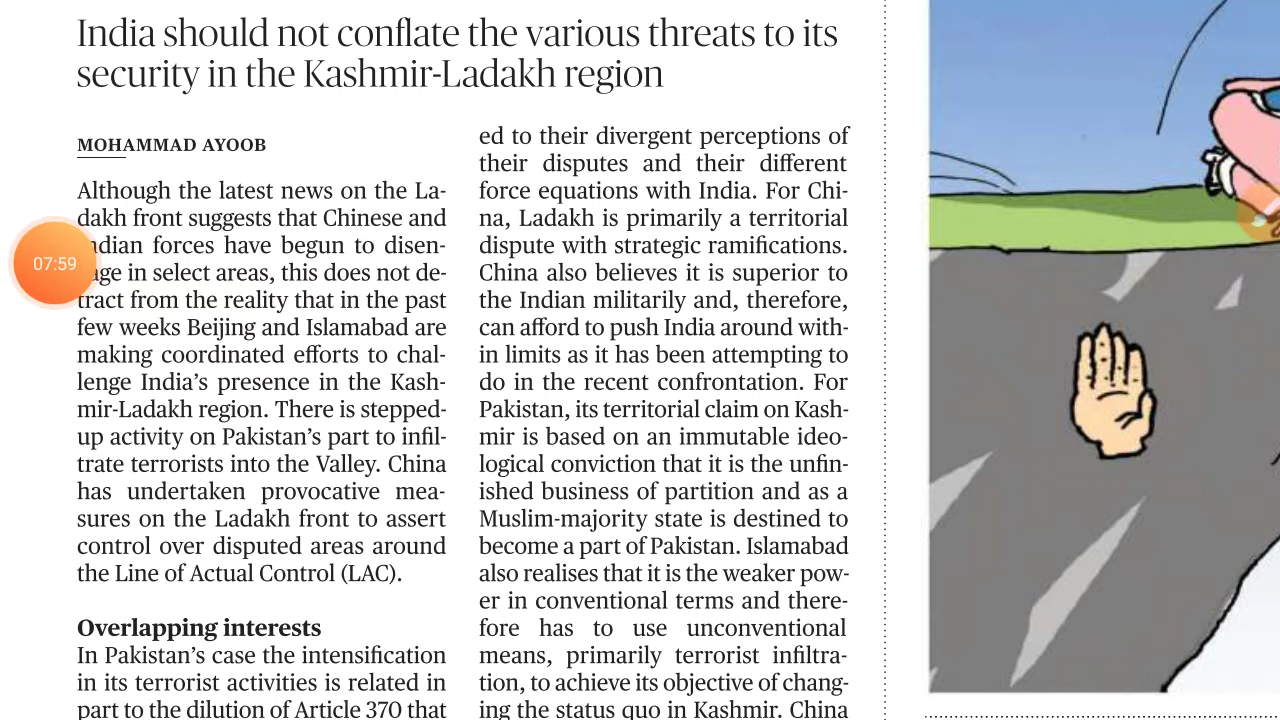 India should not conflate the various threats to its
security in the Kashmir-Ladakh region
MOHAMMAD AYOOB
Although the latest news on the La-
dakh front suggests that Chinese and
ndian forces have begun to disen-
age in select areas, this does not de-
tract from the reality that in the past
few weeks Beijing and Islamabad are
making coordinated efforts to chal-
lenge India's presence in the Kash-
mir-Ladakh region. There is stepped-
up activity on Pakistan's part to infil-
trate terrorists into the Valley. China
has undertaken provocative mea-
sures on the Ladakh front to assert
control over disputed areas around
the Line of Actual Control (LAC).
Overlapping interests
In Pakistan's case the intensification
in its terrorist activities is related in
part to the dilution of Article 370 that
ed to their divergent perceptions of
their disputes and their different
force equations with India. For Chi-
na, Ladakh is primarily a territorial
dispute with strategic ramifications.
China also believes it is superior to
the Indian militarily and, therefore,
can afford to push India around with-
in limits as it has been attempting to
do in the recent confrontation. For
Pakistan, its territorial claim on Kash-
mir is based on an immutable ideo-
logical conviction that it is the unfin-
ished business of partition and as a
Muslim-majority state is destined to
become a part of Pakistan. Islamabad
also realises that it is the weaker pow-
er in conventional terms and there-
fore has to use unconventional
means, primarily terrorist infiltra-
tion, to achieve its objective of chang-
ing the status quo in Kashmir. China
07:59